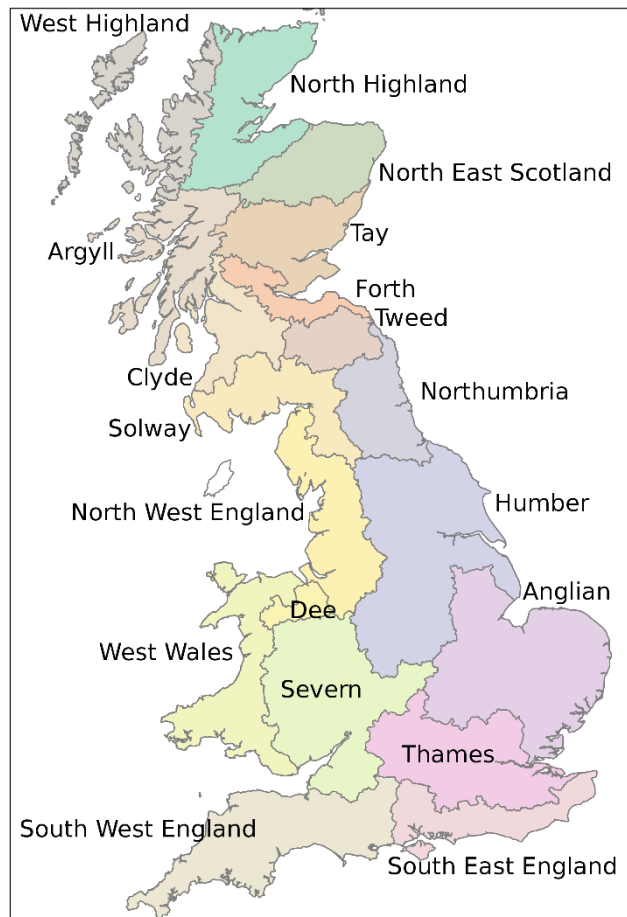 West Highland
North Highland
North East Scotland
Tay
Argyll
Forth
Tweed
Clyde
Northumbria
Solway
North West England
Humber
Anglian
Dee
West Wales
Severn
Thames
South West England
South East England